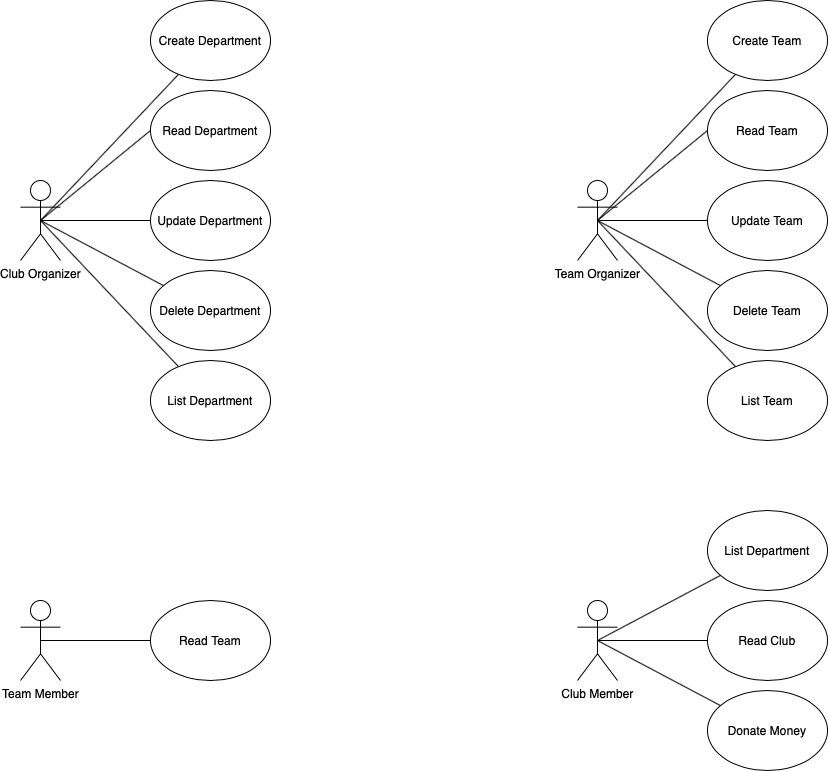 Create Department
Read Department
Update Department
Delete Department
List Department
Club Organizer
Create Team
Read Team
Update Team
Delete Team
List Team
Team Organizer
Read Team
Team Member
List Department
Read Club
Donate Money
Club Member